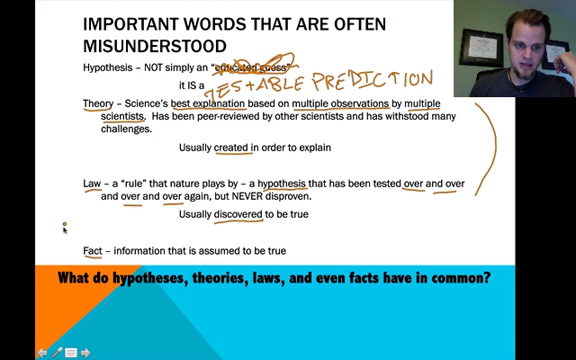 IMPORTANT WORDS THAT ARE OFTEN
MISUNDERSTOOD
Hypothesis – NOT simply an "educated guess"
it IS a TESTABLE PREDICTION
Theory – Science's best explanation based on multiple observations by multiple
scientists. Has been peer-reviewed by other scientists and has withstood many
challenges.
Usually created in order to explain
Law – a "rule" that nature plays by – a hypothesis that has been tested over and over
and over and over again, but NEVER disproven.
Usually discovered to be true
Fact – information that is assumed to be true
What do hypotheses, theories, laws, and even facts have in common?